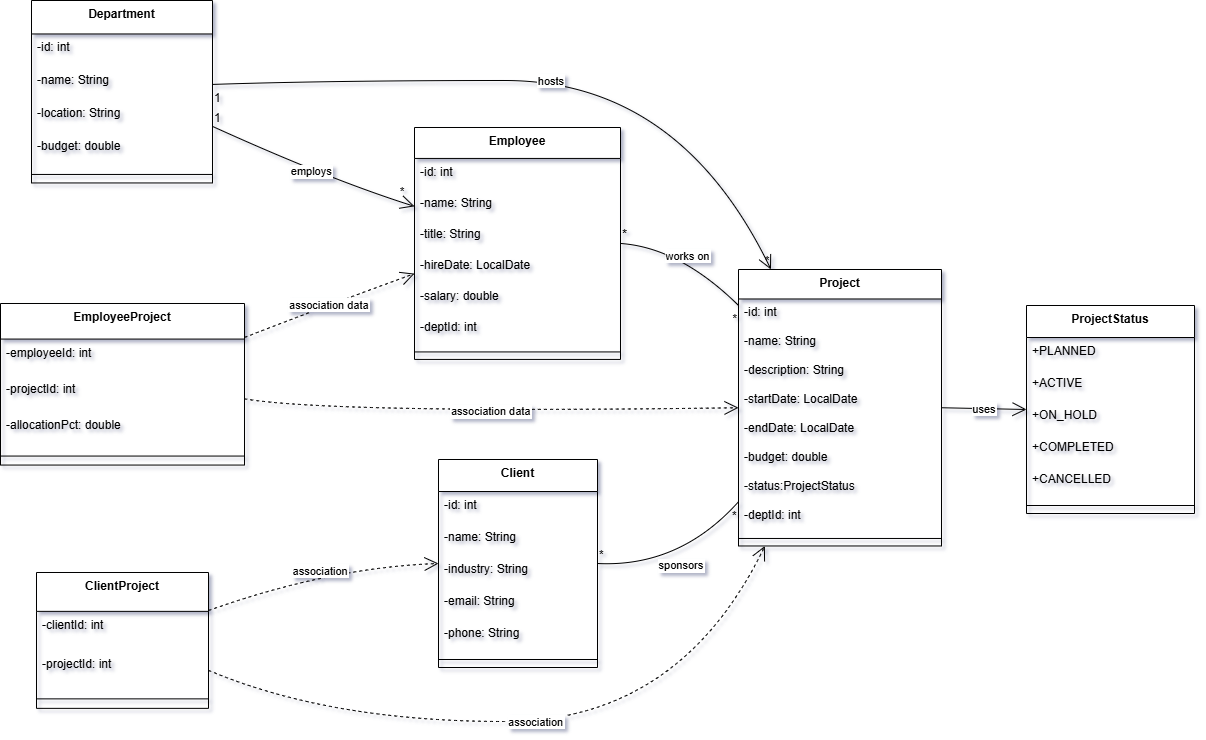 Department
-id: int
-name: String
-location: String
-budget: double
1
1
hosts
employs
*
*
Employee
-id: int
-name: String
-title: String
-hireDate: LocalDate
-salary: double
-deptId: int
*
works on
*
EmployeeProject
-employeeId: int
-projectId: int
-allocationPct: double
association data
association data
Project
-id: int
-name: String
-description: String
-startDate: LocalDate
-endDate: LocalDate
-budget: double
-status:ProjectStatus
-deptId: int
uses
ProjectStatus
+PLANNED
+ACTIVE
+ON_HOLD
+COMPLETED
+CANCELLED
Client
-id: int
-name: String
-industry: String
-email: String
-phone: String
*
*
sponsors
ClientProject
-clientId: int
-projectId: int
association
association